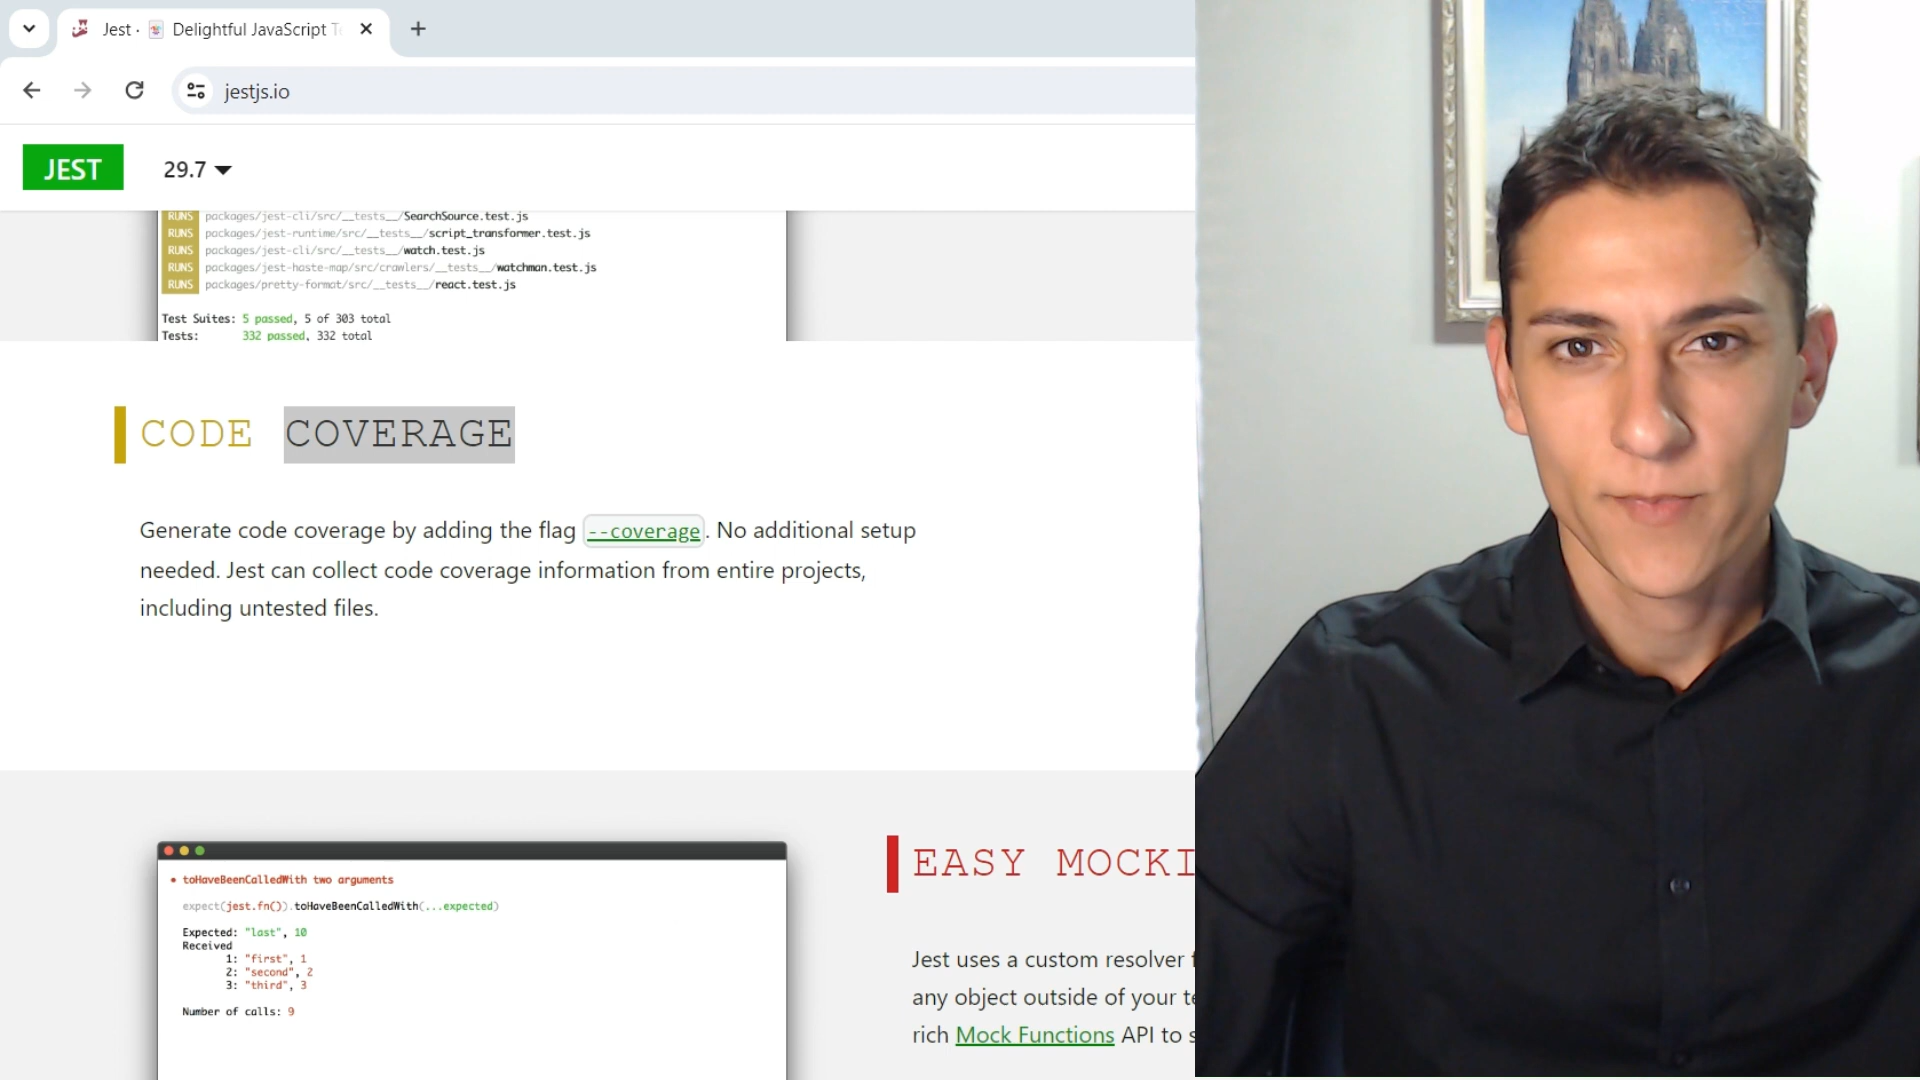 Jest · Delightful JavaScript T
jestjs.io
JEST
29.7
RUNS packages/jest-cli/src/__tests__/SearchSource.test.js
RUNS packages/jest-runtime/src/__tests__/script_transformer.test.js
RUNS packages/jest-cli/src/__tests__/watch.test.js
RUNS packages/jest-haste-map/src/crawlers/__tests__/watchman.test.js
RUNS packages/pretty-format/src/__tests__/react.test.js
Test Suites: 5 passed, 5 of 303 total
Tests: 332 passed, 332 total
CODE COVERAGE
Generate code coverage by adding the flag --coverage. No additional setup
needed. Jest can collect code coverage information from entire projects,
including untested files.
• toHaveBeenCalledWith two arguments
expect(jest.fn()).toHaveBeenCalledWith(...expected)
Expected: "last", 10
Received
1: "first", 1
2: "second", 2
3: "third", 3
Number of calls: 9
EASY MOCKI
Jest uses a custom resolver f
any object outside of your te
rich Mock Functions API to s